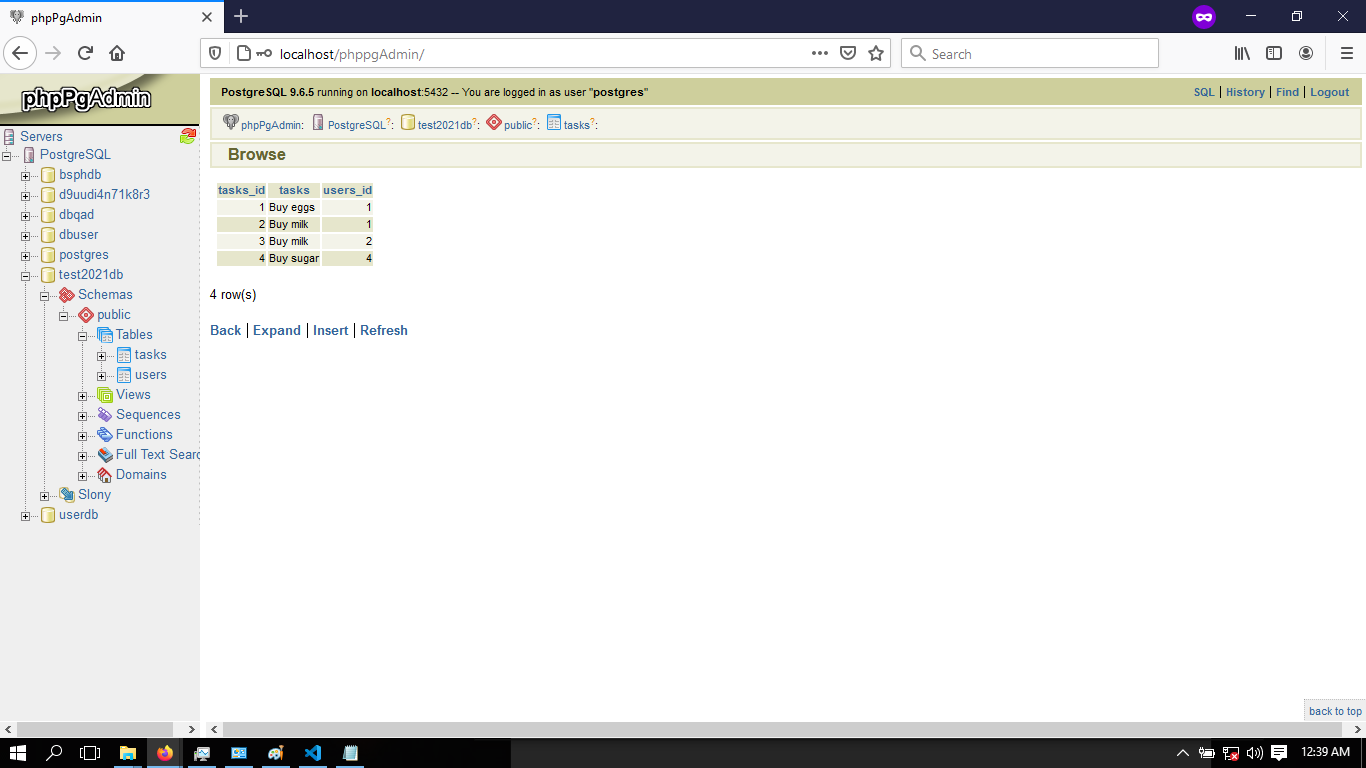 phpPgAdmin
localhost/phppgAdmin/
Search
phpPgAdmin
Servers
PostgreSQL
bsphdb
d9uudi4n71k8r3
dbqad
dbuser
postgres
test2021db
Schemas
public
Tables
tasks
users
Views
Sequences
Functions
Full Text Searc
Domains
Slony
userdb
PostgreSQL 9.6.5 running on localhost:5432 -- You are logged in as user "postgres"
SQL | History | Find | Logout
phpPgAdmin: PostgreSQL?: test2021db?: public?: tasks?:
Browse
tasks_id tasks users_id
1 Buy eggs 1
2 Buy milk 1
3 Buy milk 2
4 Buy sugar 4
4 row(s)
Back | Expand | Insert | Refresh
back to top
12:39 AM